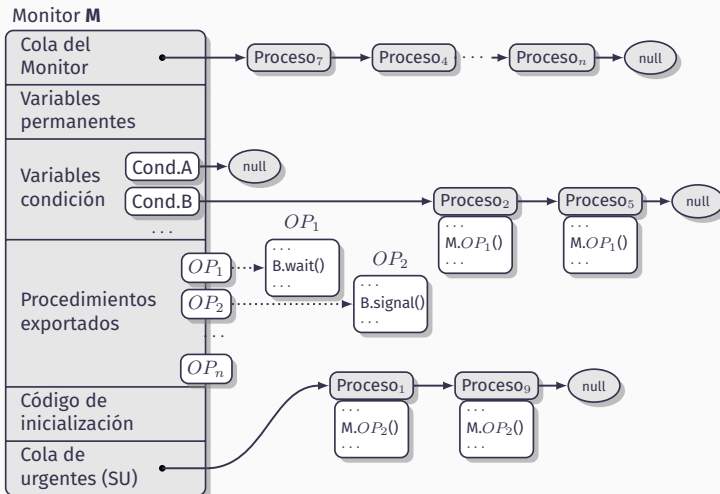 Monitor M
Cola del
Monitor
Proceso₇
Proceso₄
...
Procesoₙ
null
Variables
permanentes
Variables
condición
Cond.A
null
Cond.B
...
Proceso₂
Proceso₅
null
...
M.OP₁()
...
...
M.OP₁()
...
Procedimientos
exportados
OP₁
OP₂
...
OPₙ
OP₁
...
B.wait()
...
OP₂
...
B.signal()
...
Código de
inicialización
Cola de
urgentes (SU)
Proceso₁
Proceso₉
null
...
M.OP₂()
...
...
M.OP₂()
...